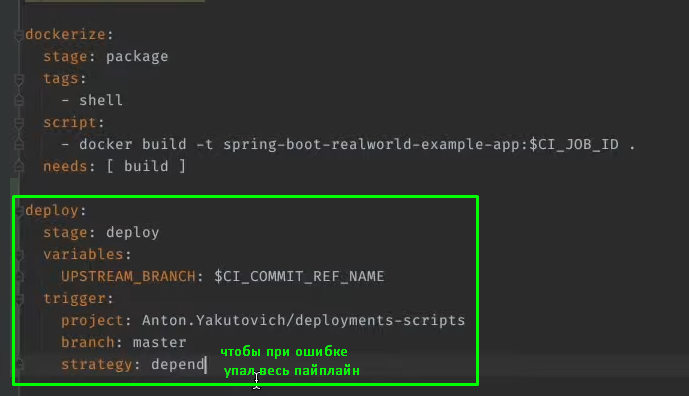 dockerize:
stage: package
tags:
- shell
script:
- docker build -t spring-boot-realworld-example-app:$CI_JOB_ID .
needs: [ build ]
deploy:
stage: deploy
variables:
UPSTREAM_BRANCH: $CI_COMMIT_REF_NAME
trigger:
project: Anton.Yakutovich/deployments-scripts
branch: master
strategy: depend
чтобы при ошибке
упал весь пайплайн